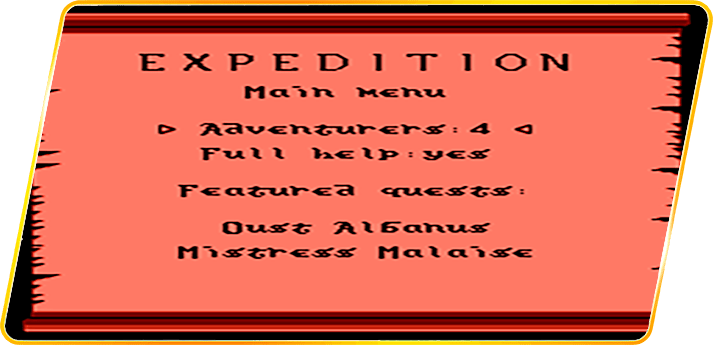 EXPEDITION
Main menu
▷ Adventurers:4 ◁
Full help:yes
Featured quests:
Oust Albanus
Mistress Malaise